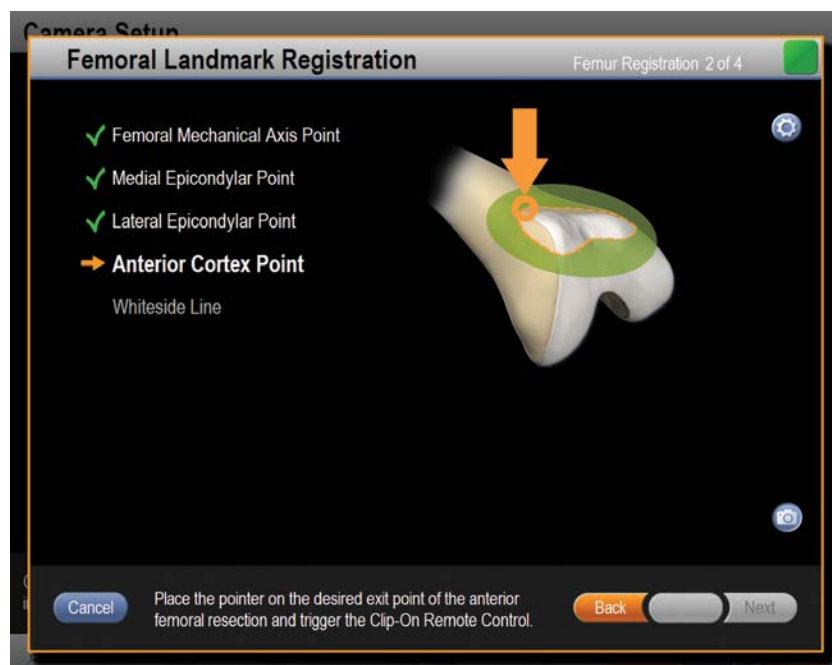 Camera Setup
Femoral Landmark Registration
Femur Registration 2 of 4
Femoral Mechanical Axis Point
Medial Epicondylar Point
Lateral Epicondylar Point
Anterior Cortex Point
Whiteside Line
Cancel
Place the pointer on the desired exit point of the anterior
femoral resection and trigger the Clip-On Remote Control.
Back
Next